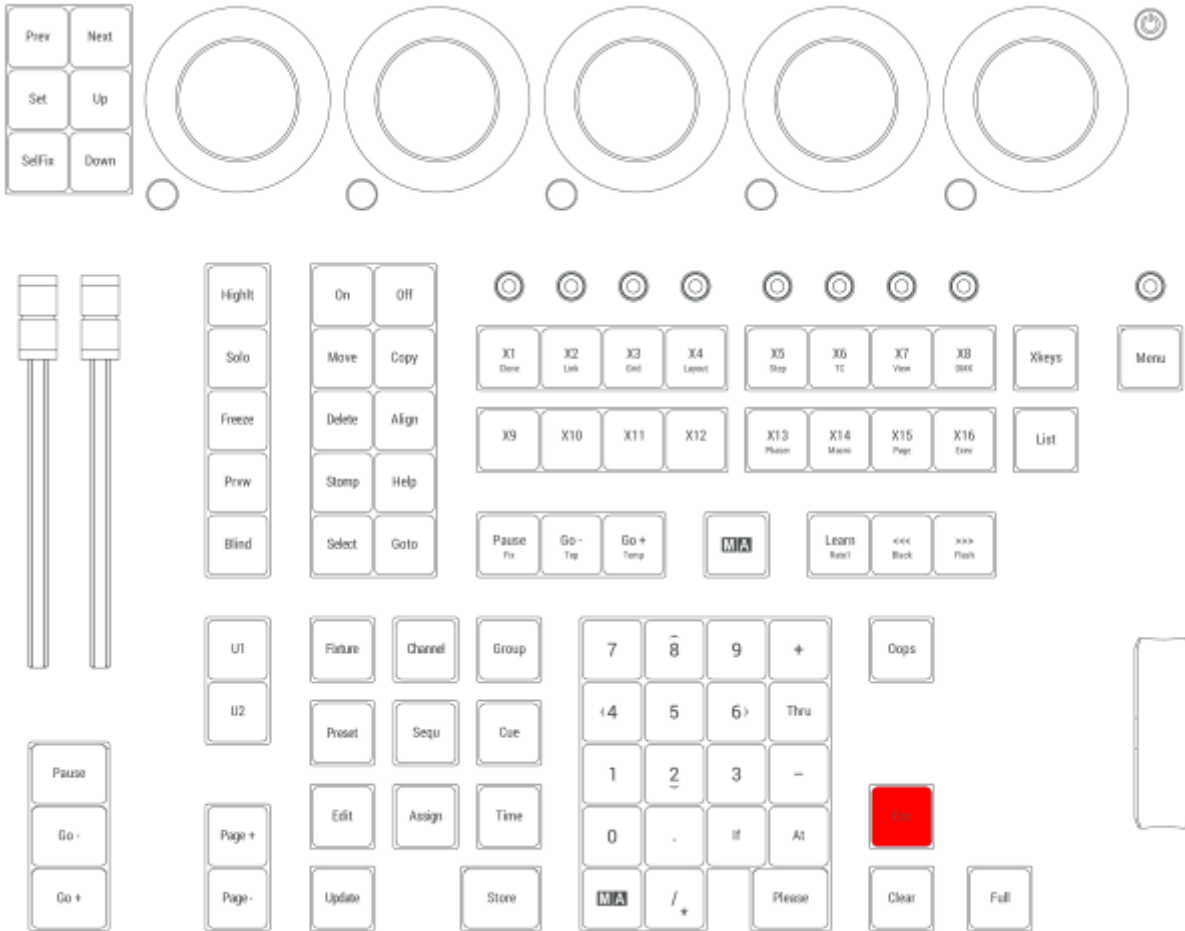 Prev Next
Set Up
SelFix Down
Highlt On Off
Solo Move Copy X1 X2 X3 X4 X5 X6 X7 X8 Xkeys Menu
Clone Link Grid Layout Step TC View DMX
Freeze Delete Align X9 X10 X11 X12 X13 X14 X15 X16 List
Phaser Macro Page Exec
Prvw Stomp Help
Blind Select Goto Pause Go - Go + MA Learn <<< >>>
Fix Top Temp Rate1 Black Flash
U1 Fixture Channel Group 7 8 9 + Oops
U2 Preset Sequ Cue 4 5 6 Thru
Pause 1 2 3 -
Go - Page + Edit Assign Time 0 . If At Esc
Go + Page - Update Store MA / * Please Clear Full